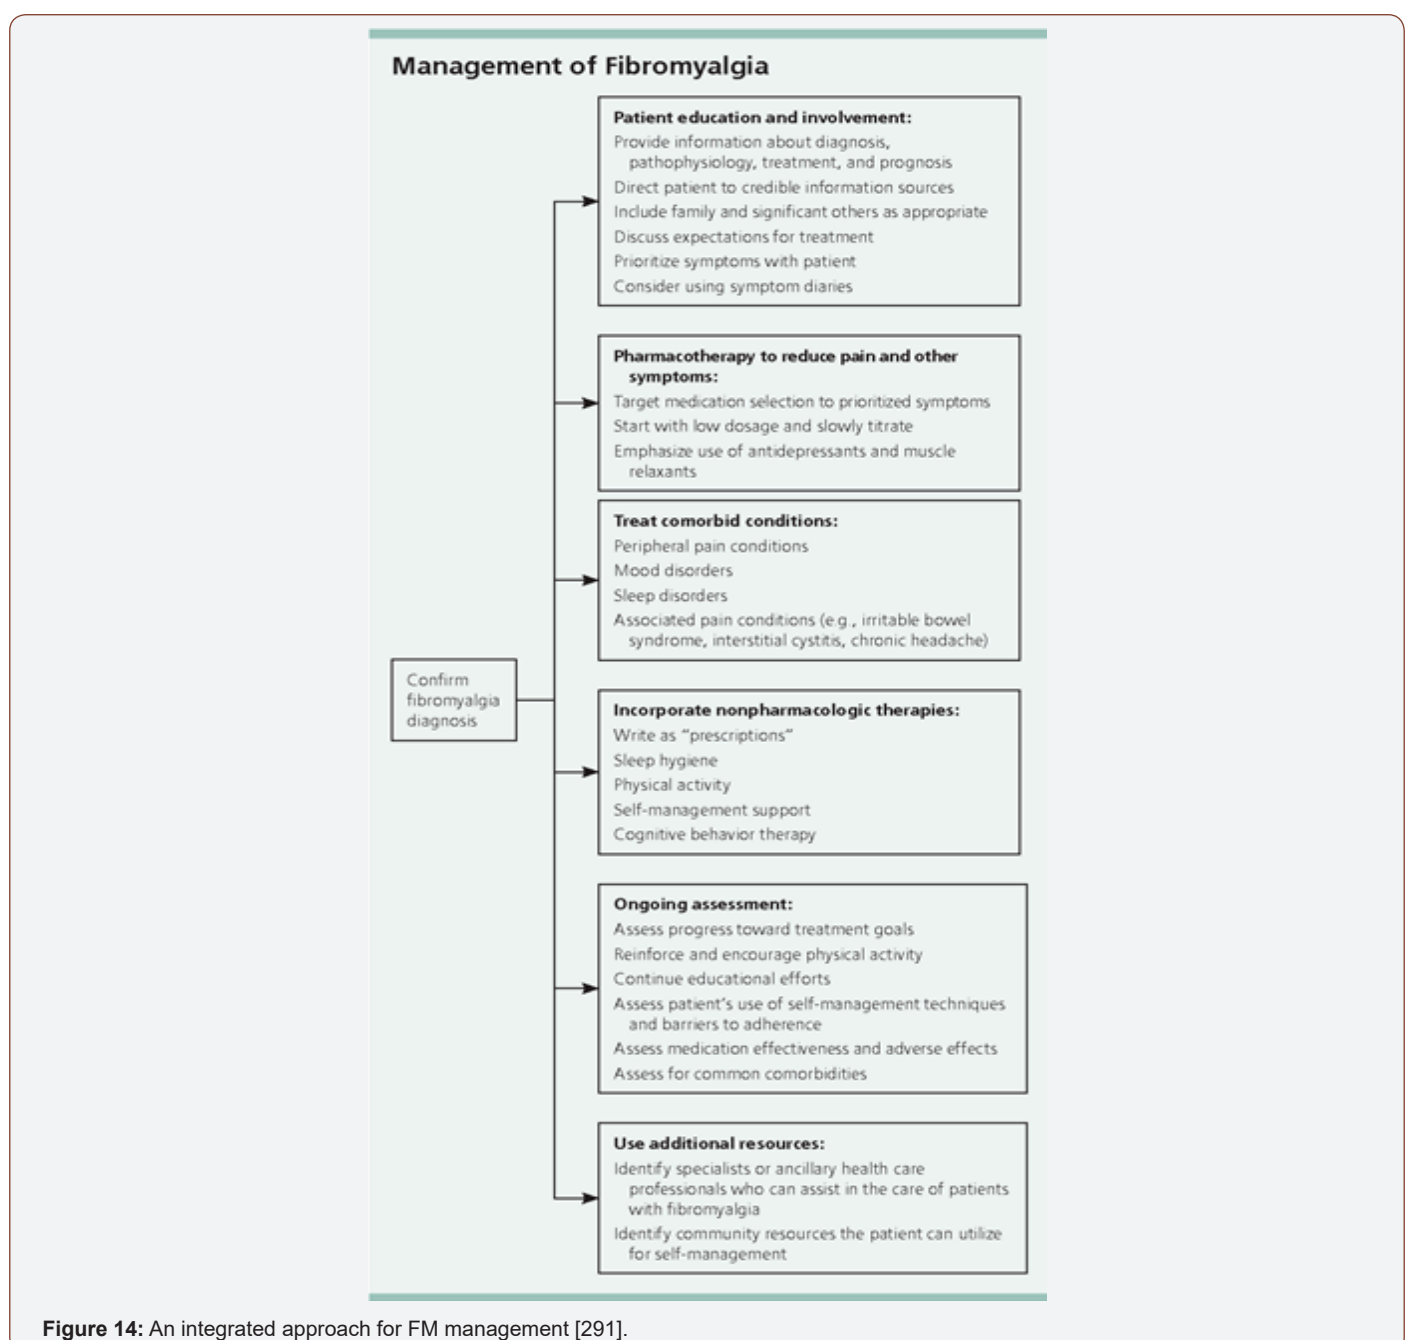 Management of Fibromyalgia
Patient education and involvement:
Provide information about diagnosis,
pathophysiology, treatment, and prognosis
Direct patient to credible information sources
Include family and significant others as appropriate
Discuss expectations for treatment
Prioritize symptoms with patient
Consider using symptom diaries
Pharmacotherapy to reduce pain and other
symptoms:
Target medication selection to prioritized symptoms
Start with low dosage and slowly titrate
Emphasize use of antidepressants and muscle
relaxants
Treat comorbid conditions:
Peripheral pain conditions
Mood disorders
Sleep disorders
Associated pain conditions (e.g., irritable bowel
syndrome, interstitial cystitis, chronic headache)
Confirm
fibromyalgia
diagnosis
Incorporate nonpharmacologic therapies:
Write as “prescriptions”
Sleep hygiene
Physical activity
Self-management support
Cognitive behavior therapy
Ongoing assessment:
Assess progress toward treatment goals
Reinforce and encourage physical activity
Continue educational efforts
Assess patient’s use of self-management techniques
and barriers to adherence
Assess medication effectiveness and adverse effects
Assess for common comorbidities
Use additional resources:
Identify specialists or ancillary health care
professionals who can assist in the care of patients
with fibromyalgia
Identify community resources the patient can utilize
for self-management
Figure 14: An integrated approach for FM management [291].